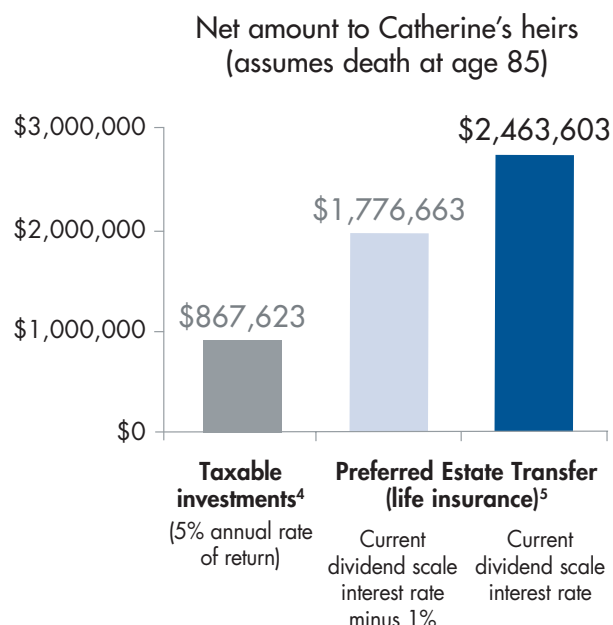 Net amount to Catherine’s heirs
(assumes death at age 85)
$3,000,000
$2,463,603
$2,000,000
$1,776,663
$1,000,000
$867,623
$0
Taxable
investments⁴
(5% annual rate
of return)
Preferred Estate Transfer
(life insurance)⁵
Current
dividend scale
interest rate
minus 1%
Current
dividend scale
interest rate